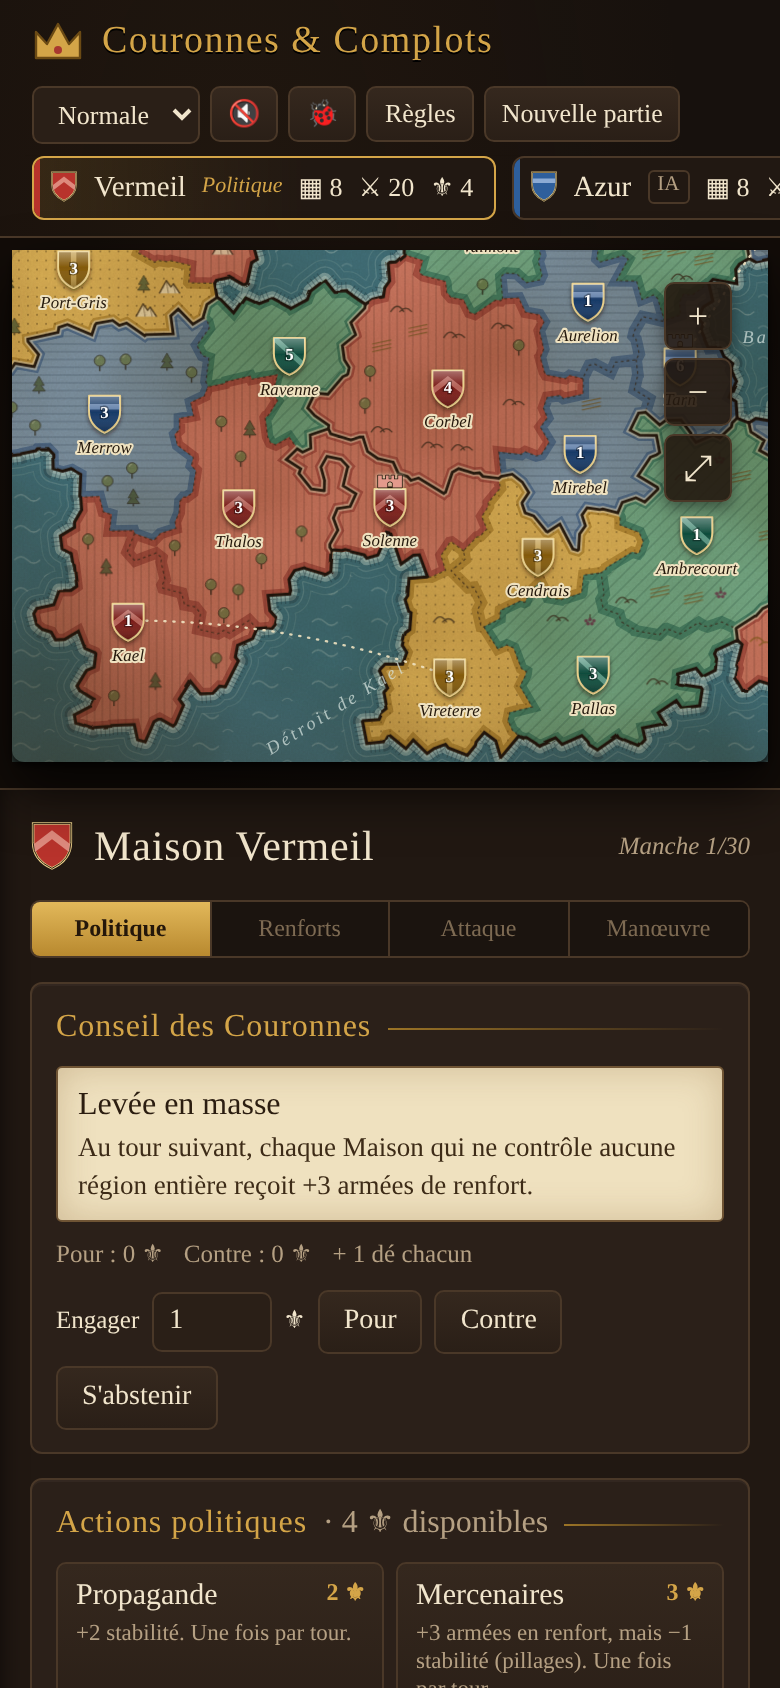 Couronnes & Complots
Normale
Règles
Nouvelle partie
Vermeil Politique ▦ 8 ⚔ 20 ⚜ 4
Azur IA ▦ 8 ⚔
3
Port-Gris
1
Aurelion
+
Ba
5
Ravenne
6
Tarn
−
4
Corbel
3
Merrow
1
Mirebel
3
Thalos
3
Solenne
1
Ambrecourt
3
Cendrais
1
Kael
3
Vireterre
3
Pallas
Détroit de Kael
Maison Vermeil
Manche 1/30
Politique
Renforts
Attaque
Manœuvre
Conseil des Couronnes
Levée en masse
Au tour suivant, chaque Maison qui ne contrôle aucune
région entière reçoit +3 armées de renfort.
Pour : 0 ⚜ Contre : 0 ⚜ + 1 dé chacun
Engager 1 ⚜ Pour Contre
S'abstenir
Actions politiques · 4 ⚜ disponibles
Propagande 2 ⚜
+2 stabilité. Une fois par tour.
Mercenaires 3 ⚜
+3 armées en renfort, mais −1
stabilité (pillages). Une fois
par tour.